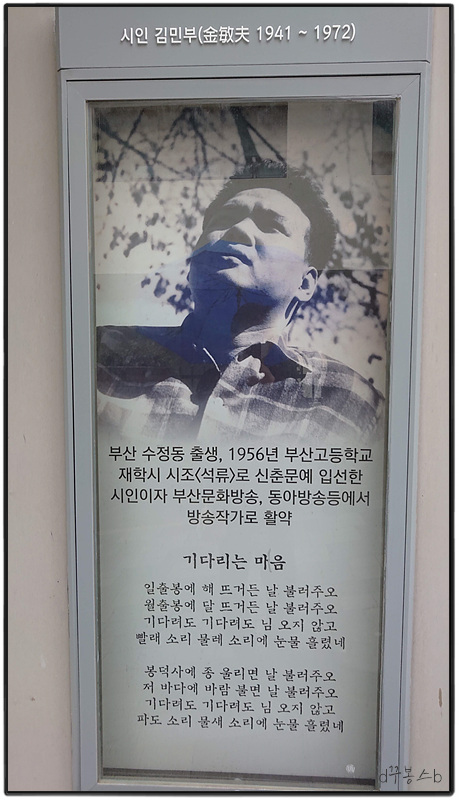 시인 김민부(金敏夫 1941 ~ 1972)
부산 수정동 출생, 1956년 부산고등학교
재학시 시조<석류>로 신춘문예 입선한
시인이자 부산문화방송, 동아방송등에서
방송작가로 활약
기다리는 마음
일출봉에 해 뜨거든 날 불러주오
월출봉에 달 뜨거든 날 불러주오
기다려도 기다려도 님 오지 않고
빨래 소리 물레 소리에 눈물 흘렸네
봉덕사에 종 울리면 날 불러주오
저 바다에 바람 불면 날 불러주오
기다려도 기다려도 님 오지 않고
파도 소리 물새 소리에 눈물 흘렸네